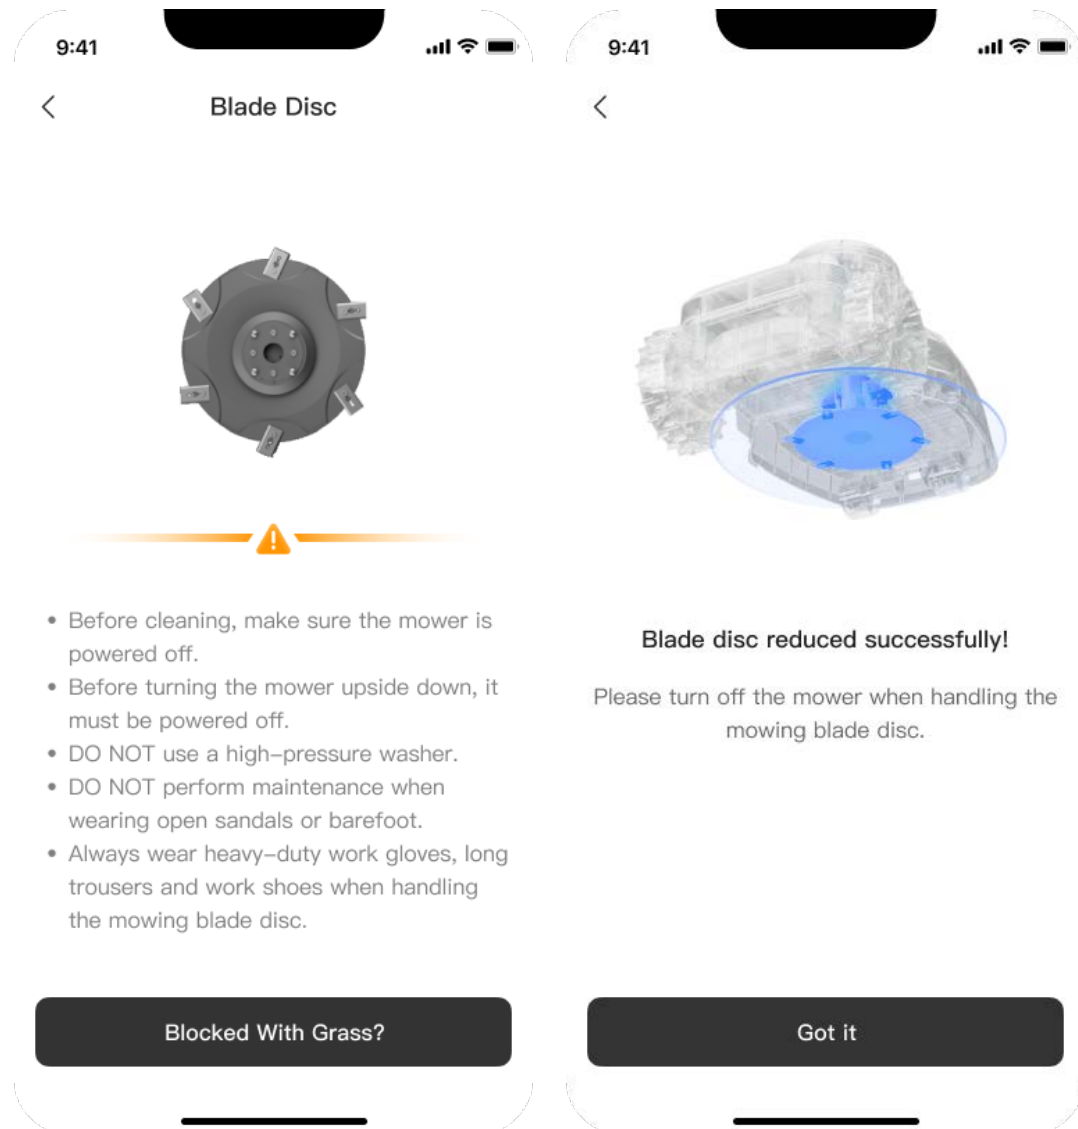 9:41
Blade Disc
• Before cleaning, make sure the mower is
powered off.
• Before turning the mower upside down, it
must be powered off.
• DO NOT use a high-pressure washer.
• DO NOT perform maintenance when
wearing open sandals or barefoot.
• Always wear heavy-duty work gloves, long
trousers and work shoes when handling
the mowing blade disc.
Blocked With Grass?
9:41
Blade disc reduced successfully!
Please turn off the mower when handling the
mowing blade disc.
Got it